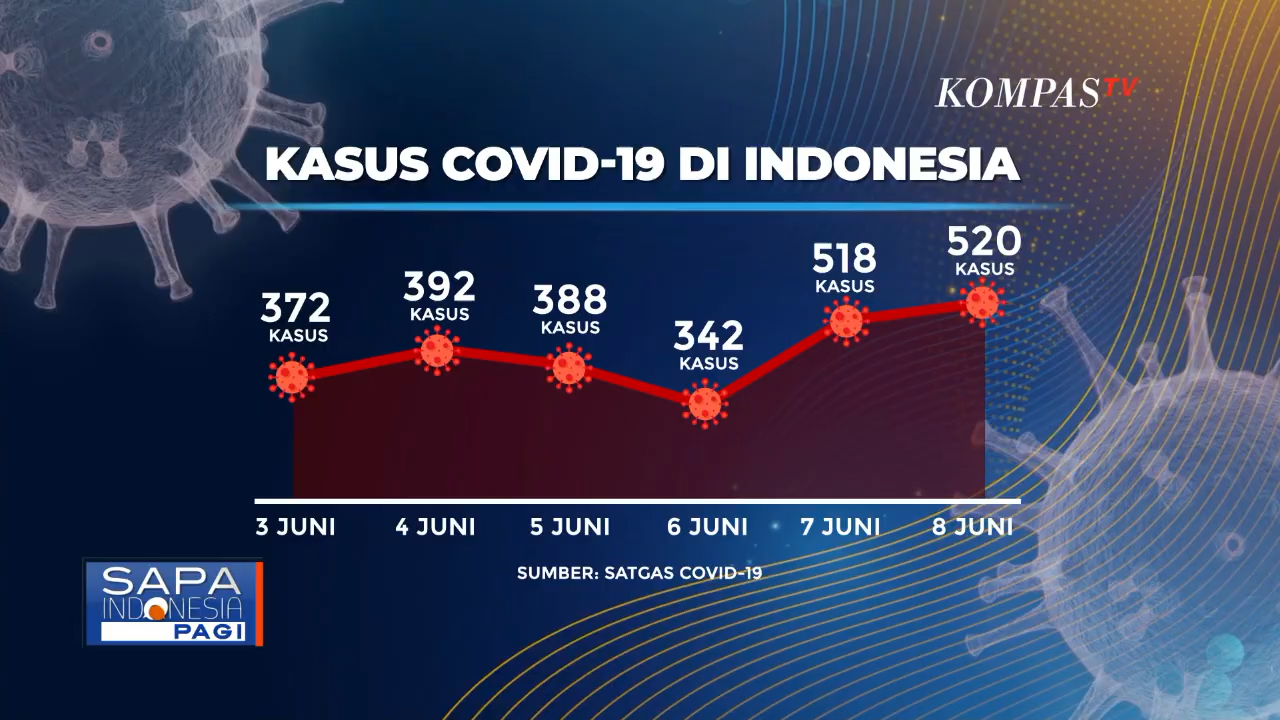 KOMPASTV
KASUS COVID-19 DI INDONESIA
372
KASUS
392
KASUS
388
KASUS
342
KASUS
518
KASUS
520
KASUS
3 JUNI
4 JUNI
5 JUNI
6 JUNI
7 JUNI
8 JUNI
SUMBER: SATGAS COVID-19
SAPA
INDONESIA
PAGI